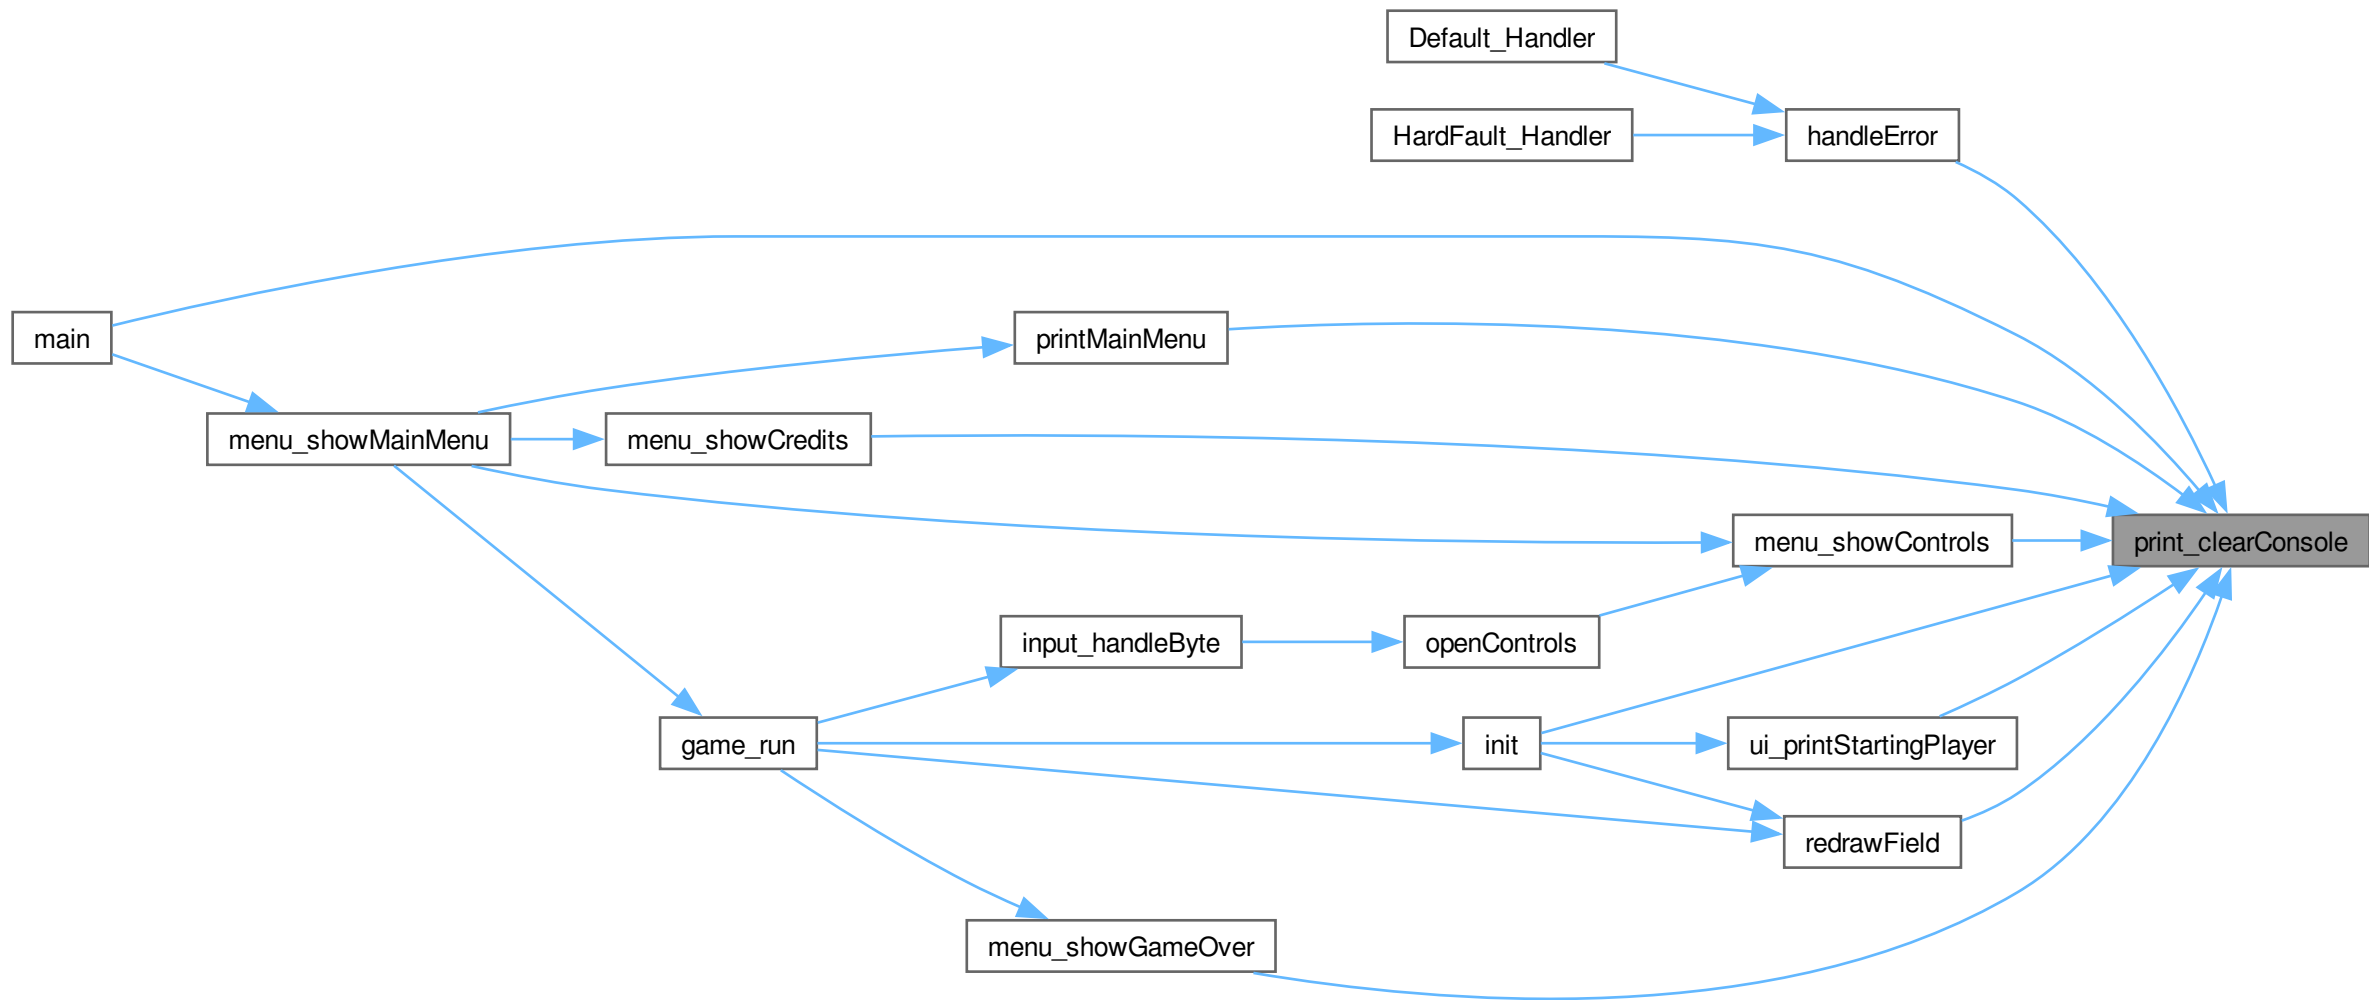 Default_Handler
HardFault_Handler
handleError
main
printMainMenu
menu_showMainMenu
menu_showCredits
menu_showControls
print_clearConsole
input_handleByte
openControls
game_run
init
ui_printStartingPlayer
redrawField
menu_showGameOver